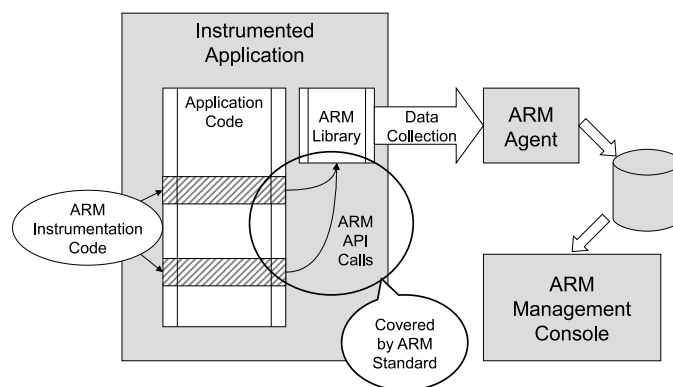 Instrumented
Application
Application
Code
ARM
Library
Data
Collection
ARM
Agent
ARM
Instrumentation
Code
ARM
API
Calls
Covered
by ARM
Standard
ARM
Management
Console